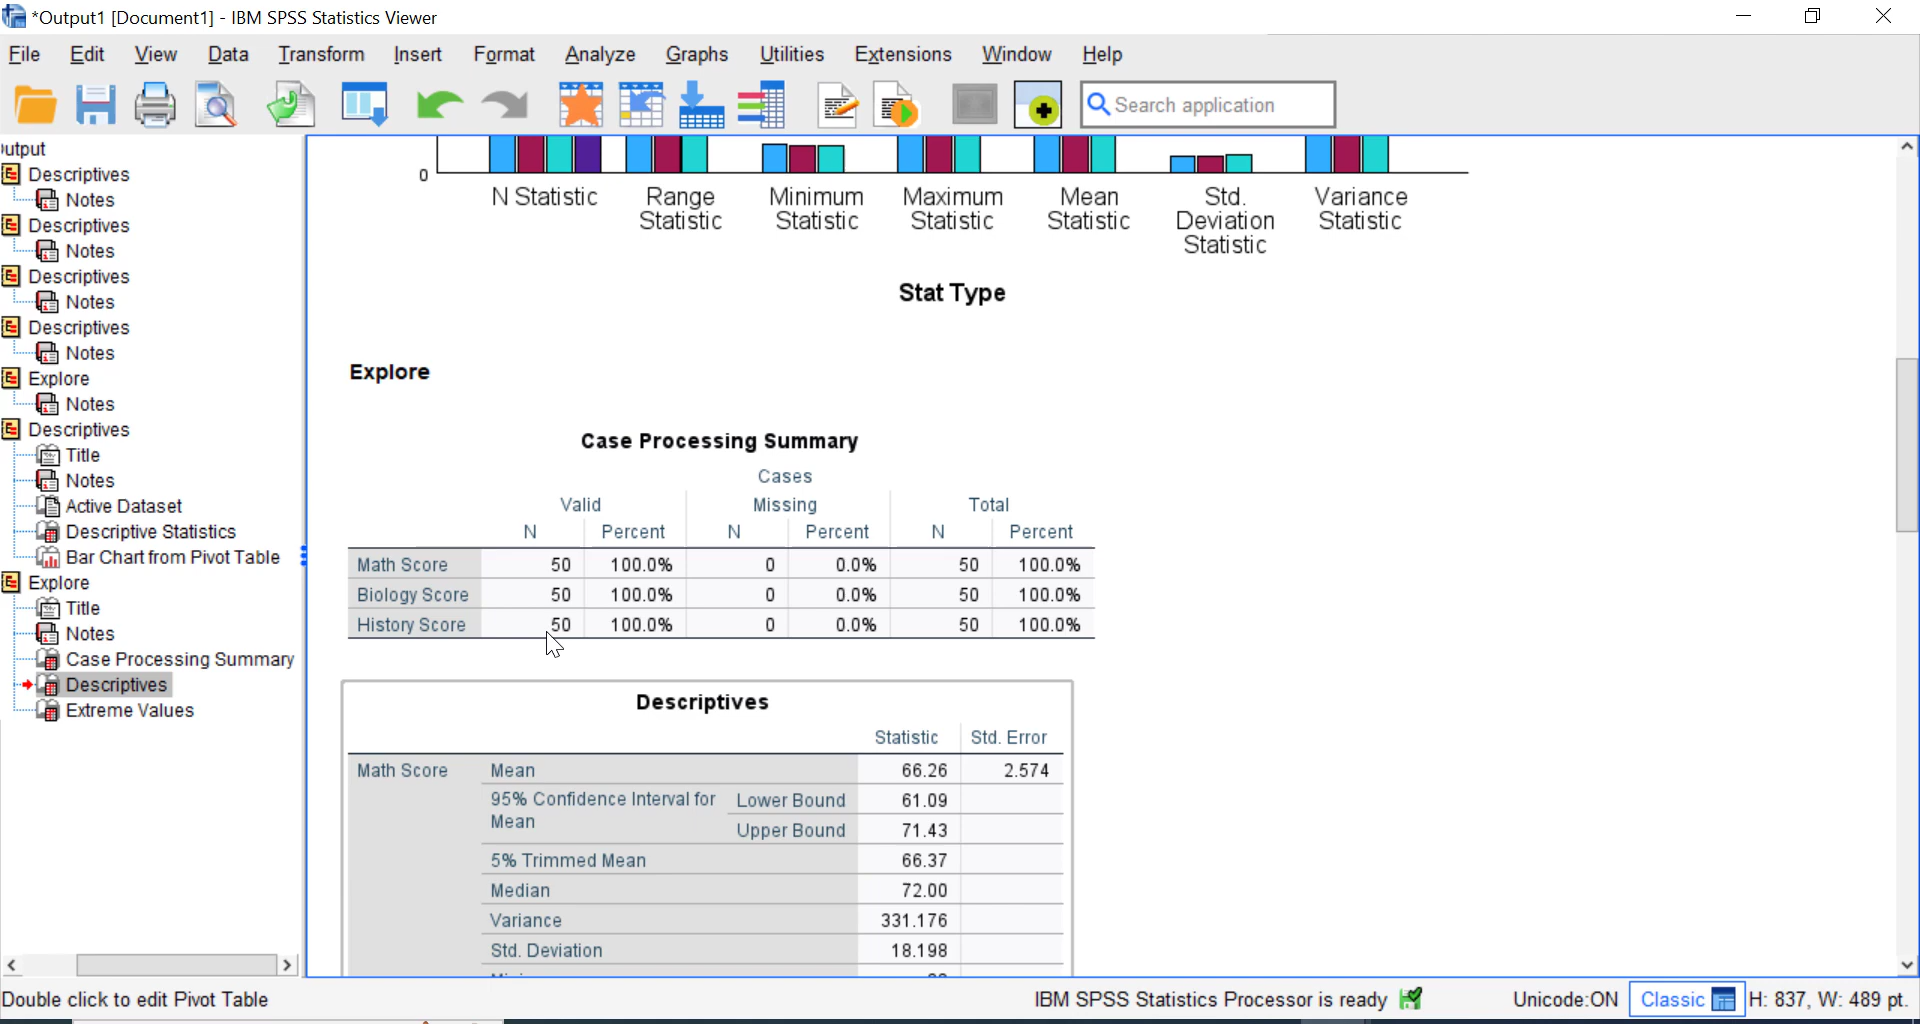 *Output1 [Document1] - IBM SPSS Statistics Viewer
File Edit View Data Transform Insert Format Analyze Graphs Utilities Extensions Window Help
Search application
utput
Descriptives
Notes
Descriptives
Notes
Descriptives
Notes
Descriptives
Notes
Explore
Notes
Descriptives
Title
Notes
Active Dataset
Descriptive Statistics
Bar Chart from Pivot Table
Explore
Title
Notes
Case Processing Summary
Descriptives
Extreme Values
0
N Statistic
Range Statistic
Minimum Statistic
Maximum Statistic
Mean Statistic
Std. Deviation Statistic
Variance Statistic
Stat Type
Explore
Case Processing Summary
Cases
Valid Missing Total
N Percent N Percent N Percent
Math Score 50 100.0% 0 0.0% 50 100.0%
Biology Score 50 100.0% 0 0.0% 50 100.0%
History Score 50 100.0% 0 0.0% 50 100.0%
Descriptives
Statistic Std. Error
Math Score Mean 66.26 2.574
95% Confidence Interval for Mean Lower Bound 61.09
Upper Bound 71.43
5% Trimmed Mean 66.37
Median 72.00
Variance 331.176
Std. Deviation 18.198
Double click to edit Pivot Table
IBM SPSS Statistics Processor is ready
Unicode:ON
Classic
H: 837, W: 489 pt.